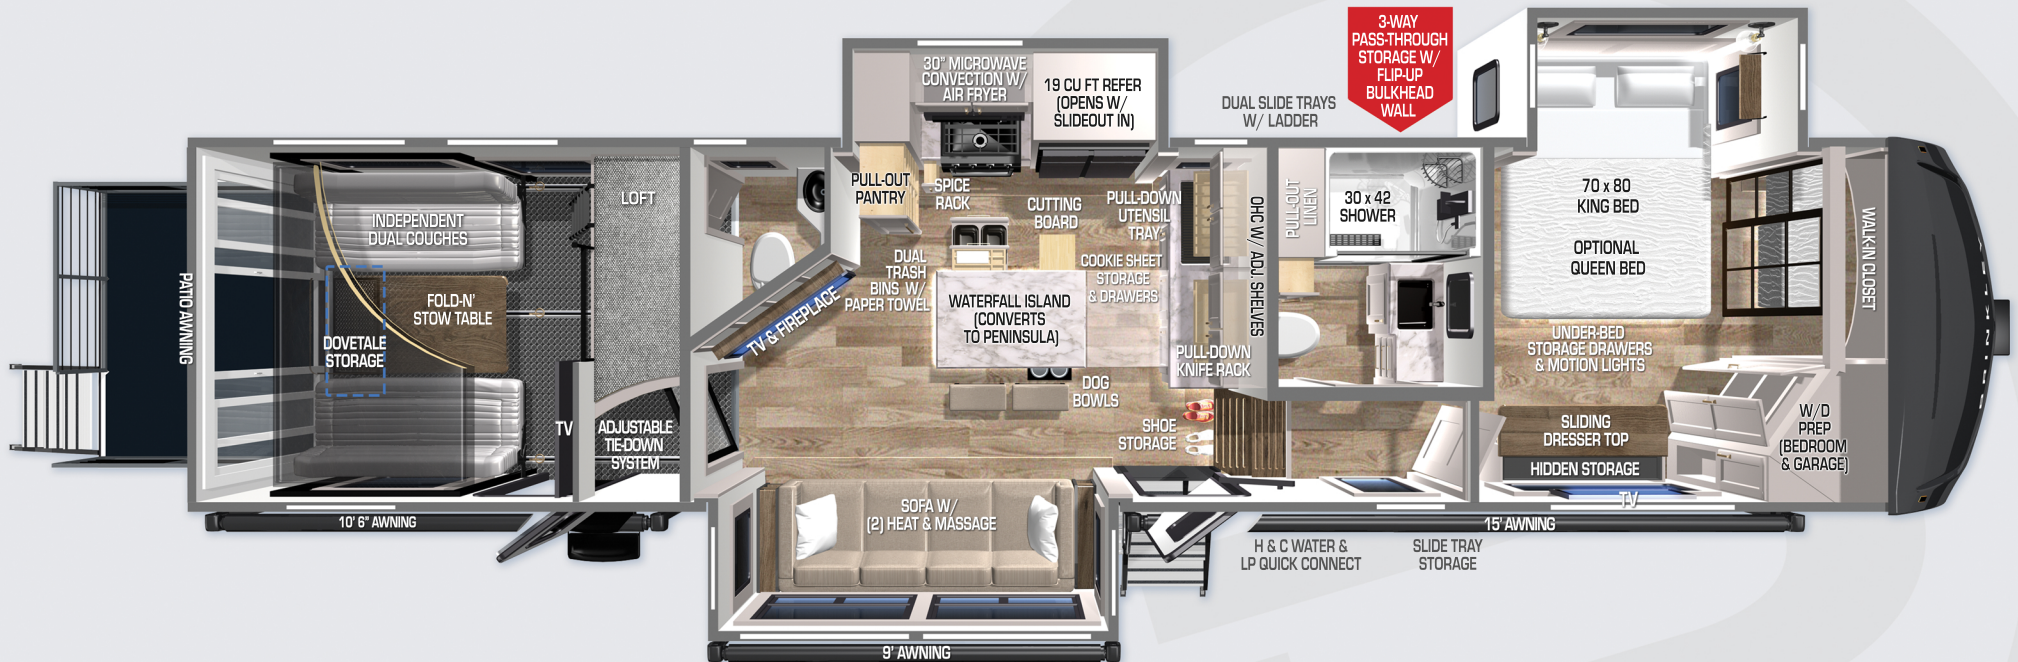 3-WAY
PASS-THROUGH
STORAGE W/
FLIP-UP
BULKHEAD
WALL
30" MICROWAVE
CONVECTION W/
AIR FRYER
19 CU FT REFER
(OPENS W/
SLIDEOUT IN)
DUAL SLIDE TRAYS
W/ LADDER
PATIO AWNING
INDEPENDENT
DUAL COUCHES
LOFT
FOLD-N'
STOW TABLE
DOVETALE
STORAGE
TV
ADJUSTABLE
TIE-DOWN
SYSTEM
10' 6" AWNING
PULL-OUT
PANTRY
SPICE
RACK
CUTTING
BOARD
PULL-DOWN
UTENSIL
TRAY
DUAL
TRASH
BINS W/
PAPER TOWEL
COOKIE SHEET
STORAGE
& DRAWERS
WATERFALL ISLAND
(CONVERTS
TO PENINSULA)
TV & FIREPLACE
OHC W/ ADJ. SHELVES
PULL-DOWN
KNIFE RACK
DOG
BOWLS
SHOE
STORAGE
SOFA W/
(2) HEAT & MASSAGE
9' AWNING
PULL-OUT
LINEN
30 x 42
SHOWER
70 x 80
KING BED
OPTIONAL
QUEEN BED
UNDER-BED
STORAGE DRAWERS
& MOTION LIGHTS
WALK-IN CLOSET
SLIDING
DRESSER TOP
HIDDEN STORAGE
TV
W/D
PREP
(BEDROOM
& GARAGE)
15' AWNING
H & C WATER &
LP QUICK CONNECT
SLIDE TRAY
STORAGE
BRINKLEY